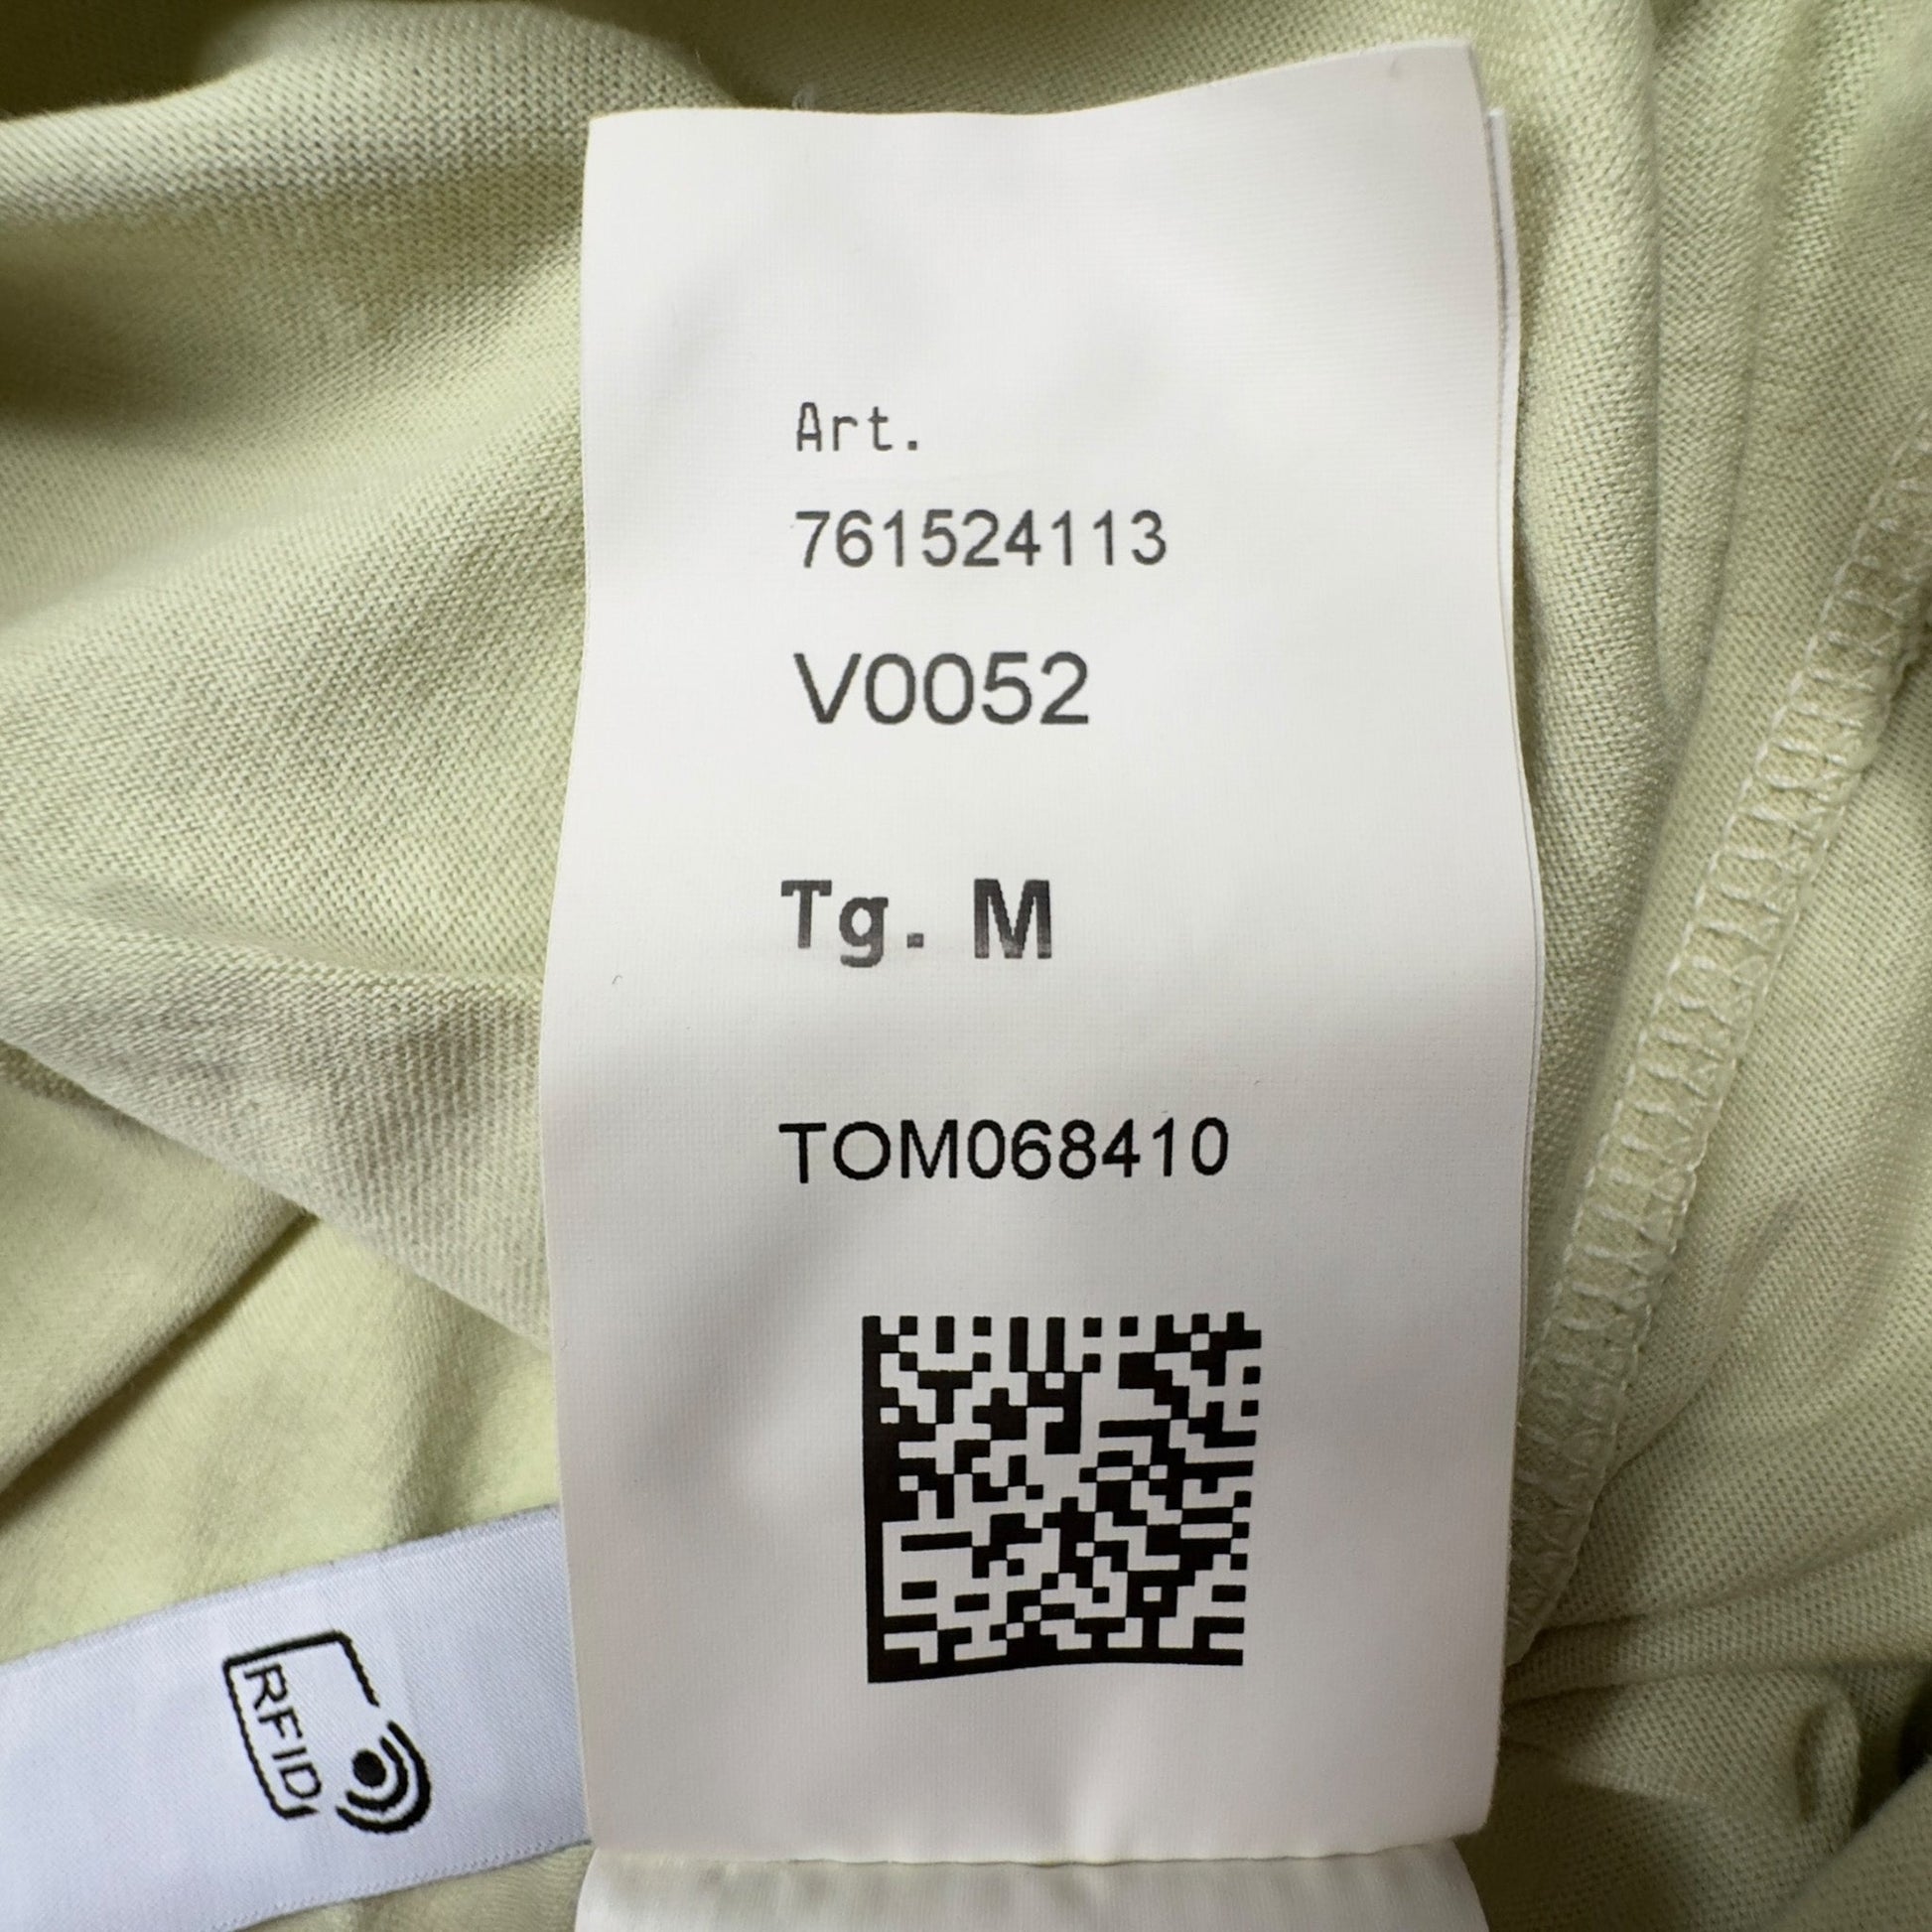 Art.
761524113
V0052
Tg. M
TOM068410
RFID